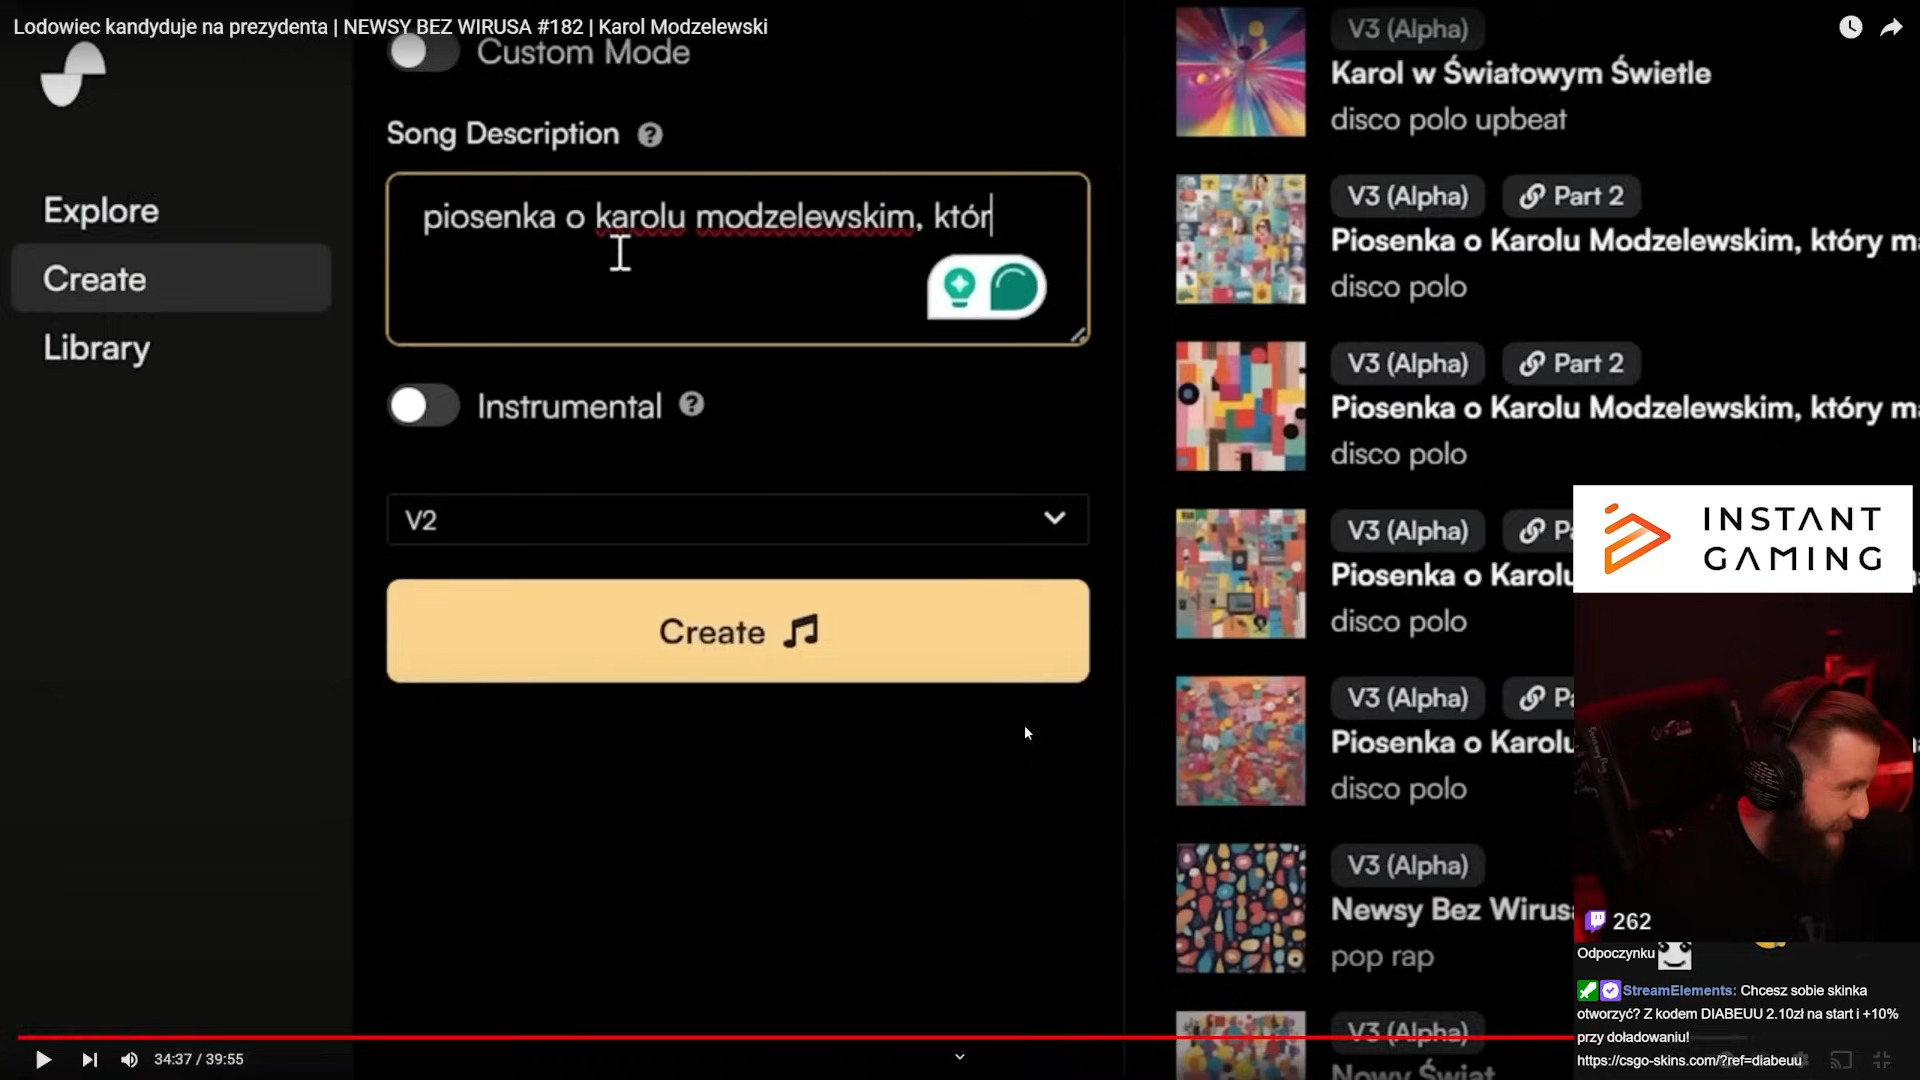 Lodowiec kandyduje na prezydenta | NEWSY BEZ WIRUSA #182 | Karol Modzelewski
Custom Mode
Song Description
piosenka o karolu modzelewskim, któr
Explore
Create
Library
Instrumental
V2
Create
V3 (Alpha)
Karol w Światowym Świetle
disco polo upbeat
V3 (Alpha) Part 2
Piosenka o Karolu Modzelewskim, który m
disco polo
V3 (Alpha) Part 2
Piosenka o Karolu Modzelewskim, który m
disco polo
V3 (Alpha) P
Piosenka o Karolu
disco polo
V3 (Alpha) P
Piosenka o Karolu
disco polo
V3 (Alpha)
Newsy Bez Wirus
pop rap
V3 (Alpha)
Nowy Świat
INSTANT
GAMING
262
Odpoczynku
StreamElements: Chcesz sobie skinka
otworzyć? Z kodem DIABEUU 2.10zł na start i +10%
przy doładowaniu!
https://csgo-skins.com/?ref=diabeuu
34:37 / 39:55